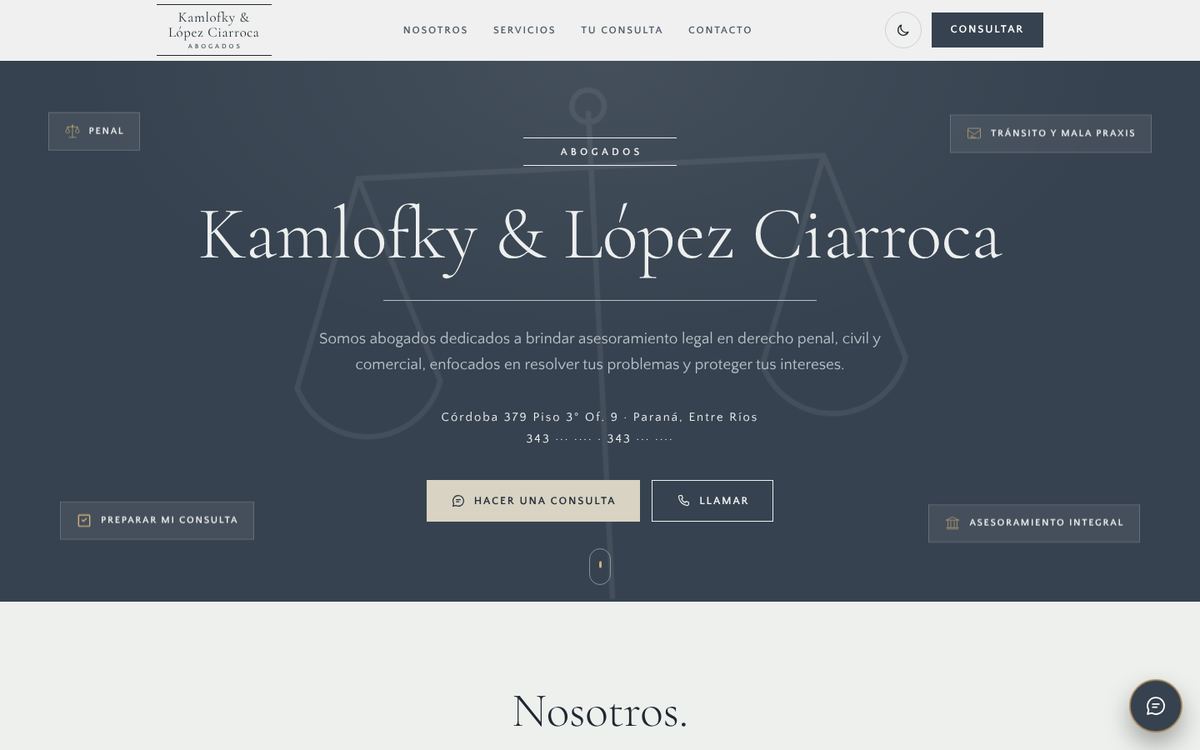 Kamlofky &
López Ciarroca
ABOGADOS
NOSOTROS
SERVICIOS
TU CONSULTA
CONTACTO
CONSULTAR
PENAL
TRÁNSITO Y MALA PRAXIS
ABOGADOS
Kamlofky & López Ciarroca
Somos abogados dedicados a brindar asesoramiento legal en derecho penal, civil y
comercial, enfocados en resolver tus problemas y proteger tus intereses.
Córdoba 379 Piso 3° Of. 9 · Paraná, Entre Ríos
343 ··· ···· · 343 ··· ····
HACER UNA CONSULTA
LLAMAR
PREPARAR MI CONSULTA
ASESORAMIENTO INTEGRAL
Nosotros.